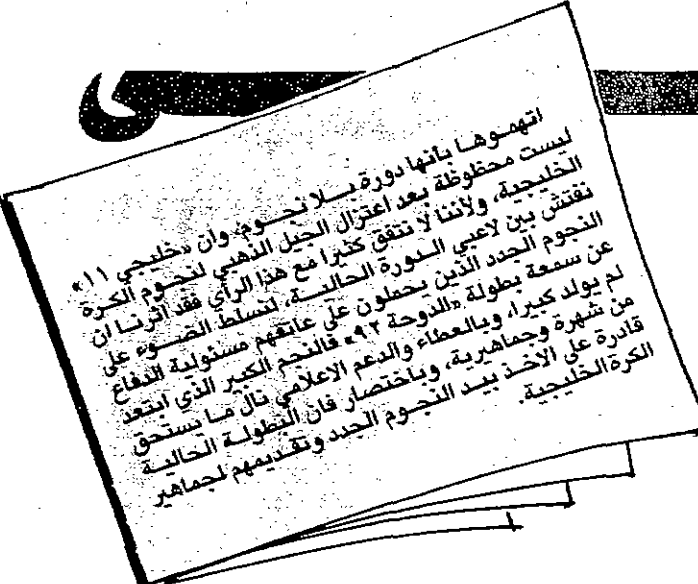 اتهموها بأنها دورة بلا نجوم، وان «خليجي ١١»
ليست محظوظة بعد اعتزال الجيل الذهبي لنجوم الكرة
الخليجية، ولأننا لا نتفق كثيرا مع هذا الرأي فقد آثرنا ان
نفتش بين لاعبي الدورة الحالية، لنسلط الضوء على
النجوم الجدد الذين يحملون على عاتقهم مسئولية الدفاع
عن سمعة بطولة «الدوحة ٩٢» فالنجم الكبير الذي ابتعد
لم يولد كبيرا، وبالعطاء والدعم الاعلامي نال ما يستحق
من شهرة وجماهيرية، وباختصار فان البطولة الحالية
قادرة على الاخذ بيد النجوم الجدد وتقديمهم لجماهير
الكرة الخليجية.